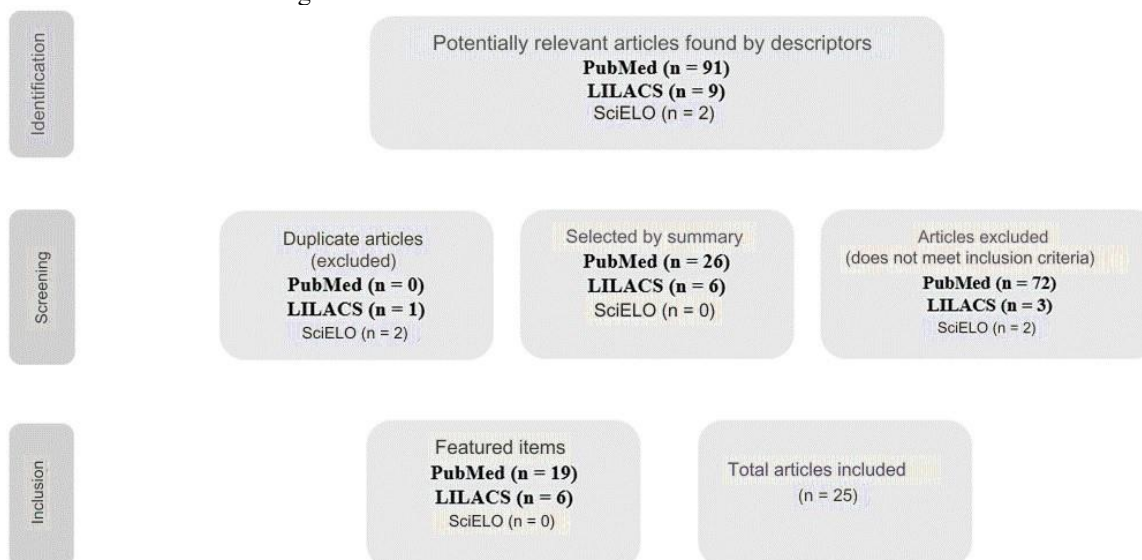 Identification
Potentially relevant articles found by descriptors
PubMed (n = 91)
LILACS (n = 9)
SciELO (n = 2)
Screening
Duplicate articles
(excluded)
PubMed (n = 0)
LILACS (n = 1)
SciELO (n = 2)
Selected by summary
PubMed (n = 26)
LILACS (n = 6)
SciELO (n = 0)
Articles excluded
(does not meet inclusion criteria)
PubMed (n = 72)
LILACS (n = 3)
SciELO (n = 2)
Inclusion
Featured items
PubMed (n = 19)
LILACS (n = 6)
SciELO (n = 0)
Total articles included
(n = 25)